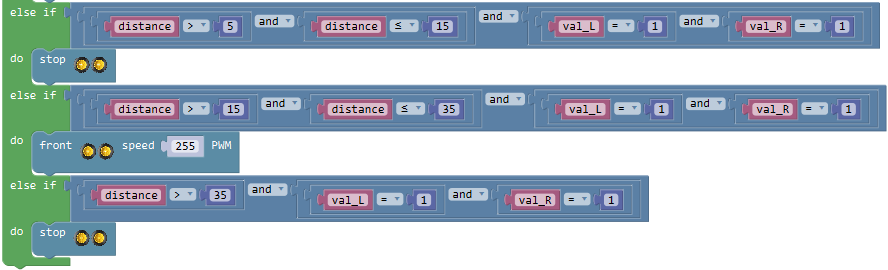 else if distance > 5 and distance ≤ 15 and val_L = 1 and val_R = 1
do stop
else if distance > 15 and distance ≤ 35 and val_L = 1 and val_R = 1
do front speed 255 PWM
else if distance > 35 and val_L = 1 and val_R = 1
do stop